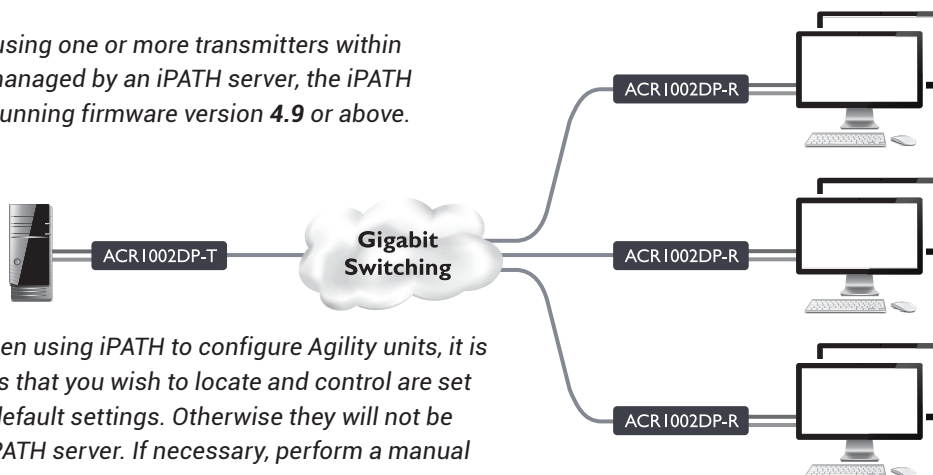 using one or more transmitters within
managed by an iPATH server, the iPATH
unning firmware version 4.9 or above.
ACR1002DP-R
ACR1002DP-T
Gigabit
Switching
ACR1002DP-R
en using iPATH to configure Agility units, it is
s that you wish to locate and control are set
default settings. Otherwise they will not be
PATH server. If necessary, perform a manual
ACR1002DP-R